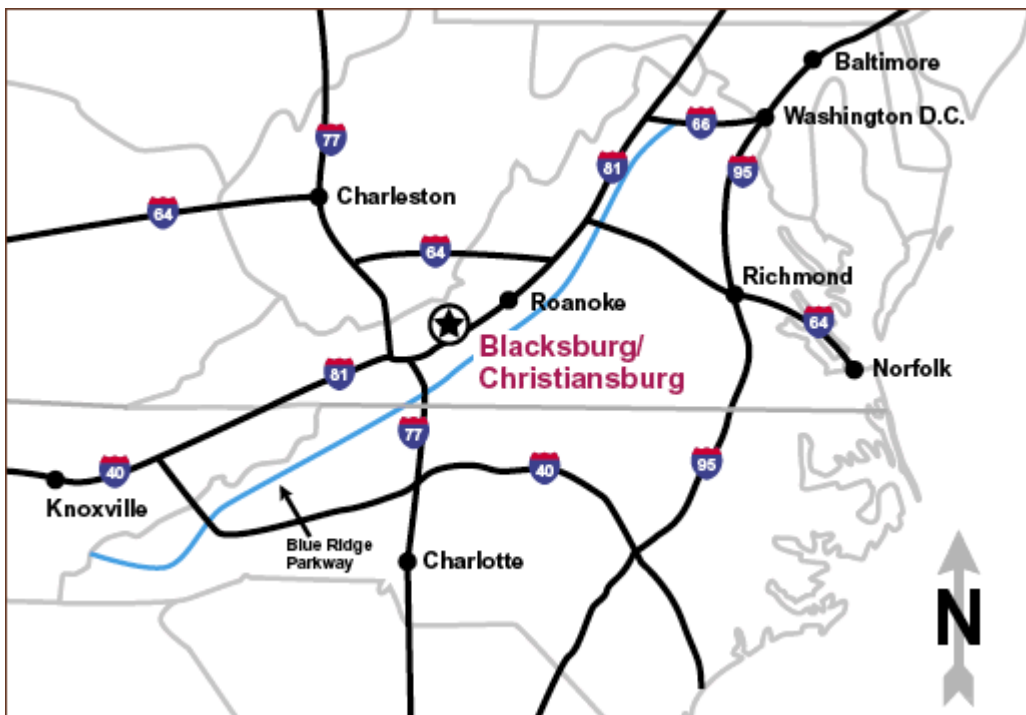 Baltimore
Washington D.C.
66
77
81
95
Charleston
64
64
Richmond
Roanoke
64
Blacksburg/
Christiansburg
Norfolk
81
77
40
95
40
Knoxville
Blue Ridge
Parkway
Charlotte
N